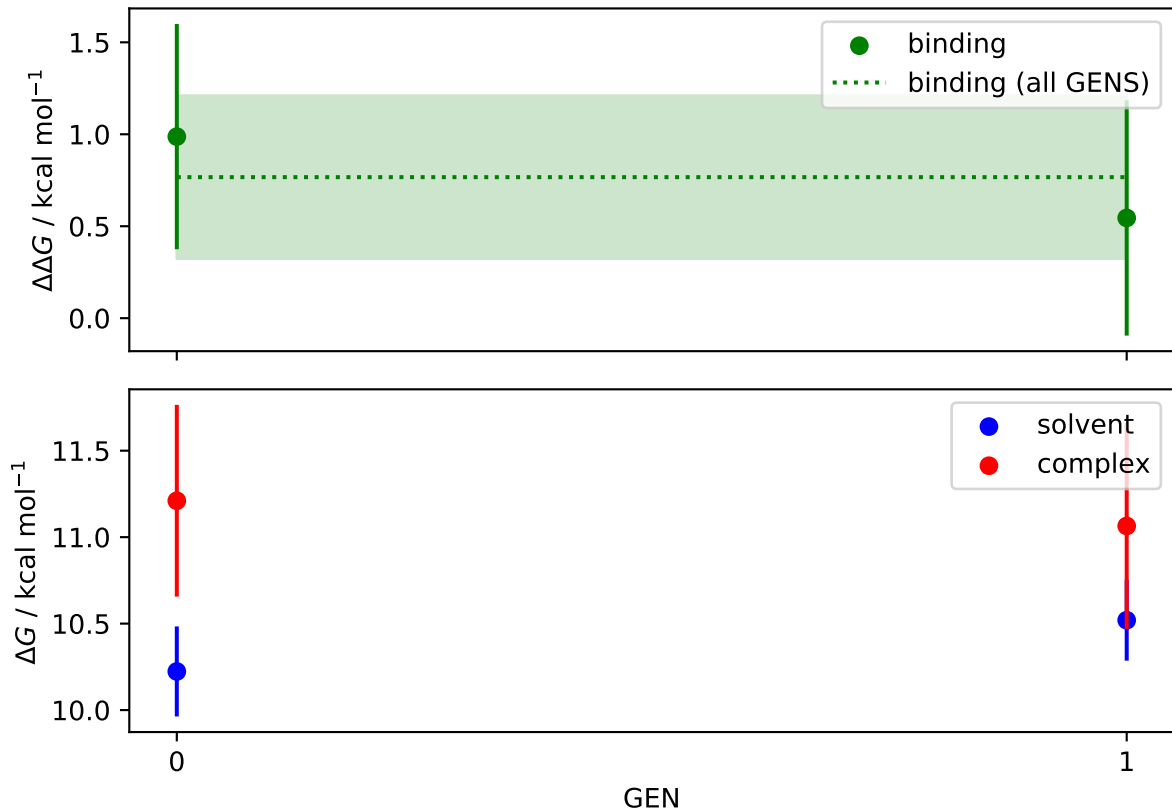 binding
binding (all GENS)
ΔΔG / kcal mol⁻¹
1.5
1.0
0.5
0.0
solvent
complex
ΔG / kcal mol⁻¹
11.5
11.0
10.5
10.0
0
1
GEN